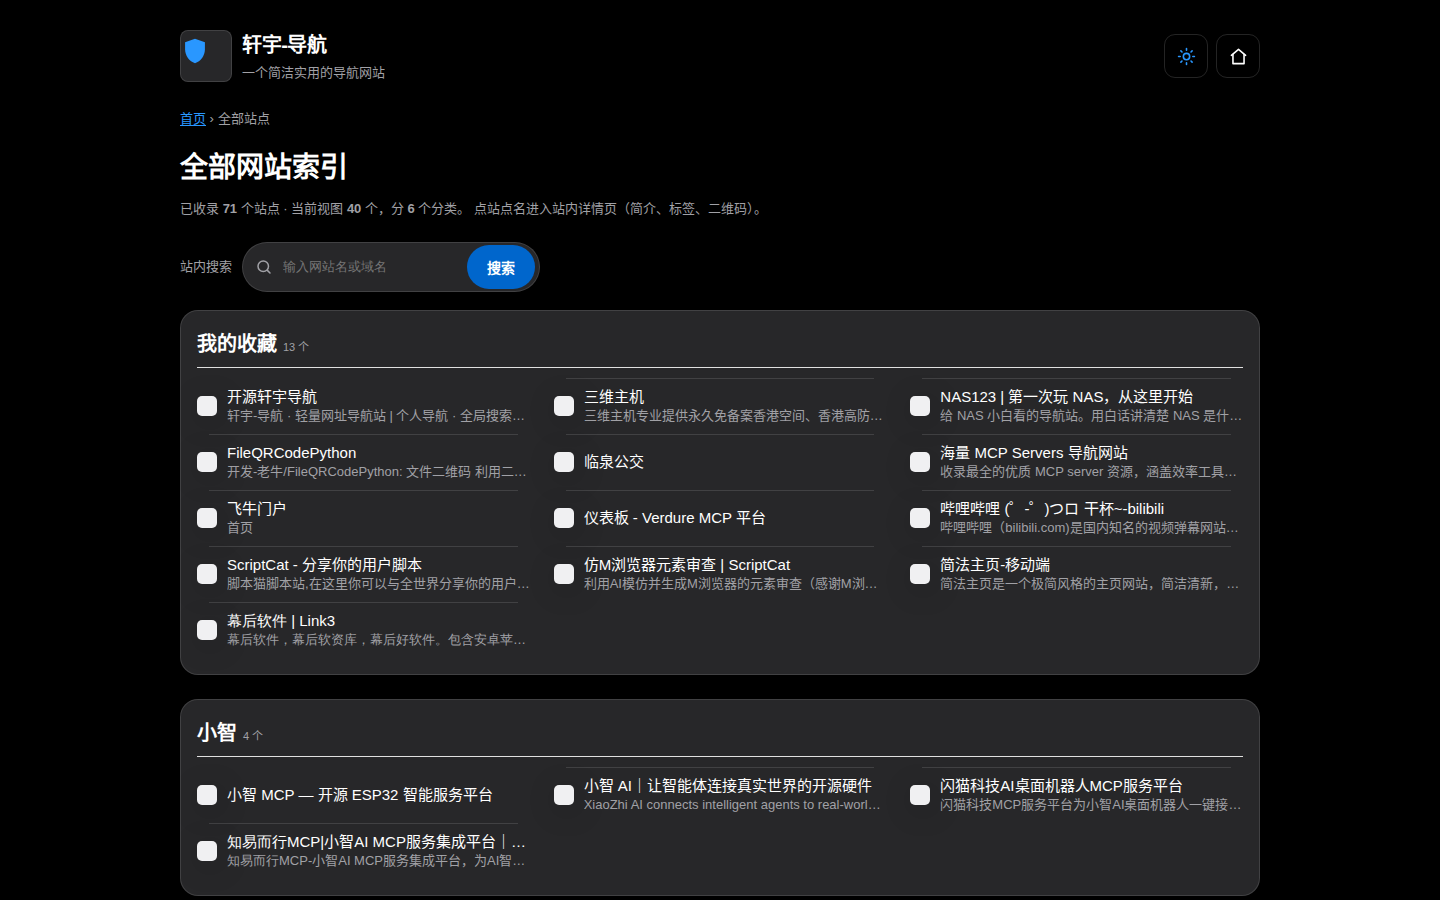 轩宇-导航
一个简洁实用的导航网站
首页 › 全部站点
全部网站索引
已收录 71 个站点 · 当前视图 40 个，分 6 个分类。 点站点名进入站内详情页（简介、标签、二维码）。
站内搜索 输入网站名或域名 搜索
我的收藏 13 个
开源轩宇导航
轩宇-导航 · 轻量网址导航站 | 个人导航 · 全局搜索…
三维主机
三维主机专业提供永久免备案香港空间、香港高防…
NAS123 | 第一次玩 NAS，从这里开始
给 NAS 小白看的导航站。用白话讲清楚 NAS 是什…
FileQRCodePython
开发-老牛/FileQRCodePython: 文件二维码 利用二…
临泉公交
海量 MCP Servers 导航网站
收录最全的优质 MCP server 资源，涵盖效率工具…
飞牛门户
首页
仪表板 - Verdure MCP 平台
哔哩哔哩 (゜-゜)つロ 干杯~-bilibili
哔哩哔哩（bilibili.com)是国内知名的视频弹幕网站…
ScriptCat - 分享你的用户脚本
脚本猫脚本站,在这里你可以与全世界分享你的用户…
仿M浏览器元素审查 | ScriptCat
利用AI模仿并生成M浏览器的元素审查（感谢M浏…
简法主页-移动端
简法主页是一个极简风格的主页网站，简洁清新，…
幕后软件 | Link3
幕后软件，幕后软资库，幕后好软件。包含安卓苹…
小智 4 个
小智 MCP — 开源 ESP32 智能服务平台
小智 AI｜让智能体连接真实世界的开源硬件
XiaoZhi AI connects intelligent agents to real-worl…
闪猫科技AI桌面机器人MCP服务平台
闪猫科技MCP服务平台为小智AI桌面机器人一键接…
知易而行MCP|小智AI MCP服务集成平台｜…
知易而行MCP-小智AI MCP服务集成平台，为AI智…